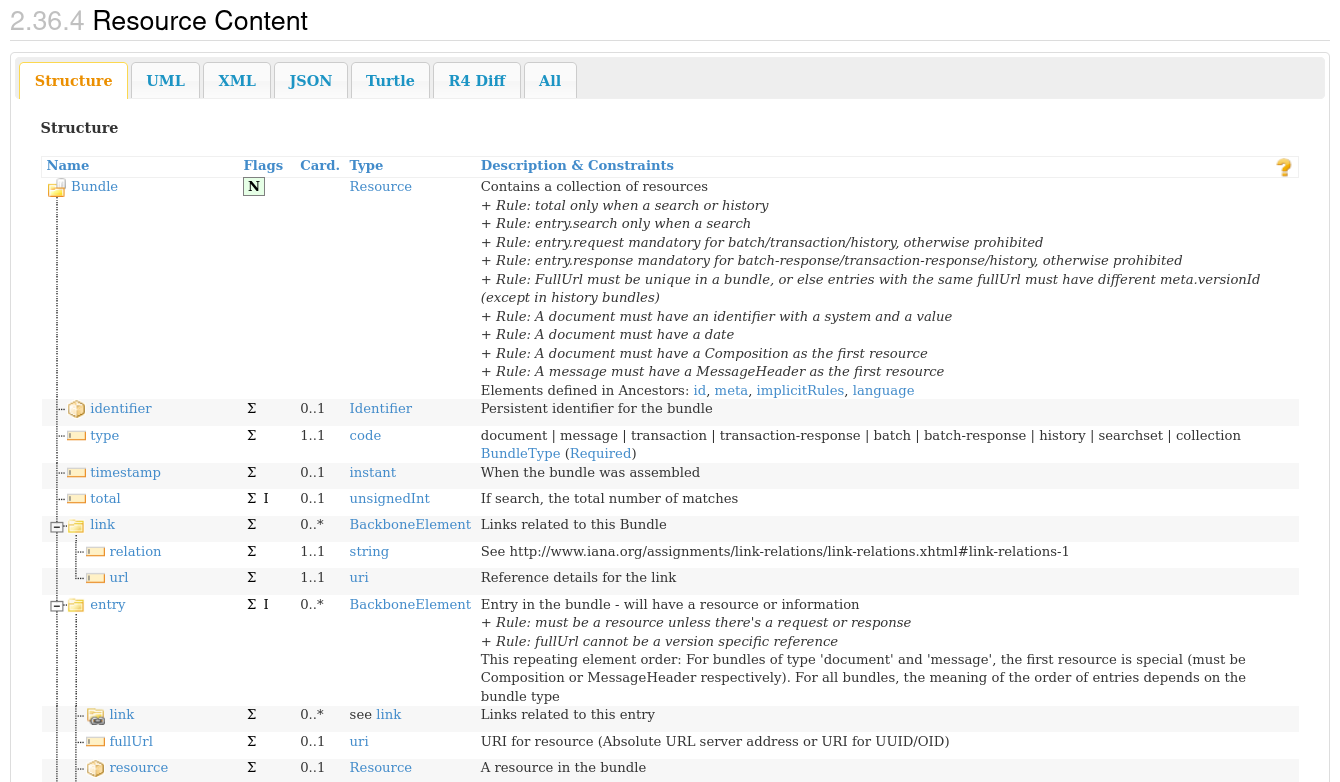 2.36.4 Resource Content
Structure UML XML JSON Turtle R4 Diff All
Structure
Name Flags Card. Type Description & Constraints
Bundle N Resource Contains a collection of resources
+ Rule: total only when a search or history
+ Rule: entry.search only when a search
+ Rule: entry.request mandatory for batch/transaction/history, otherwise prohibited
+ Rule: entry.response mandatory for batch-response/transaction-response/history, otherwise prohibited
+ Rule: FullUrl must be unique in a bundle, or else entries with the same fullUrl must have different meta.versionId
(except in history bundles)
+ Rule: A document must have an identifier with a system and a value
+ Rule: A document must have a date
+ Rule: A document must have a Composition as the first resource
+ Rule: A message must have a MessageHeader as the first resource
Elements defined in Ancestors: id, meta, implicitRules, language
identifier Σ 0..1 Identifier Persistent identifier for the bundle
type Σ 1..1 code document | message | transaction | transaction-response | batch | batch-response | history | searchset | collection
BundleType (Required)
timestamp Σ 0..1 instant When the bundle was assembled
total Σ I 0..1 unsignedInt If search, the total number of matches
link Σ 0..* BackboneElement Links related to this Bundle
relation Σ 1..1 string See http://www.iana.org/assignments/link-relations/link-relations.xhtml#link-relations-1
url Σ 1..1 uri Reference details for the link
entry Σ I 0..* BackboneElement Entry in the bundle - will have a resource or information
+ Rule: must be a resource unless there's a request or response
+ Rule: fullUrl cannot be a version specific reference
This repeating element order: For bundles of type 'document' and 'message', the first resource is special (must be
Composition or MessageHeader respectively). For all bundles, the meaning of the order of entries depends on the
bundle type
link Σ 0..* see link Links related to this entry
fullUrl Σ 0..1 uri URI for resource (Absolute URL server address or URI for UUID/OID)
resource Σ 0..1 Resource A resource in the bundle